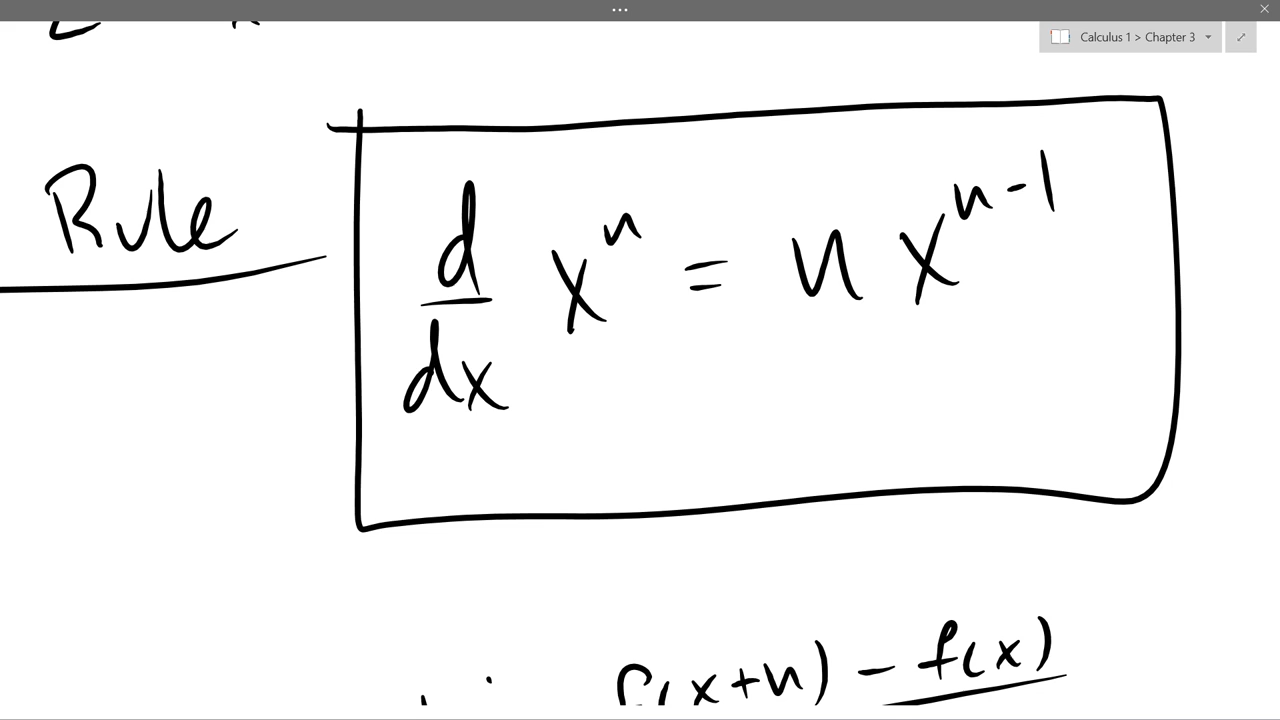 Calculus 1 > Chapter 3
Rule
d/dx x^n = n x^{n-1}
f(x+h) - f(x)